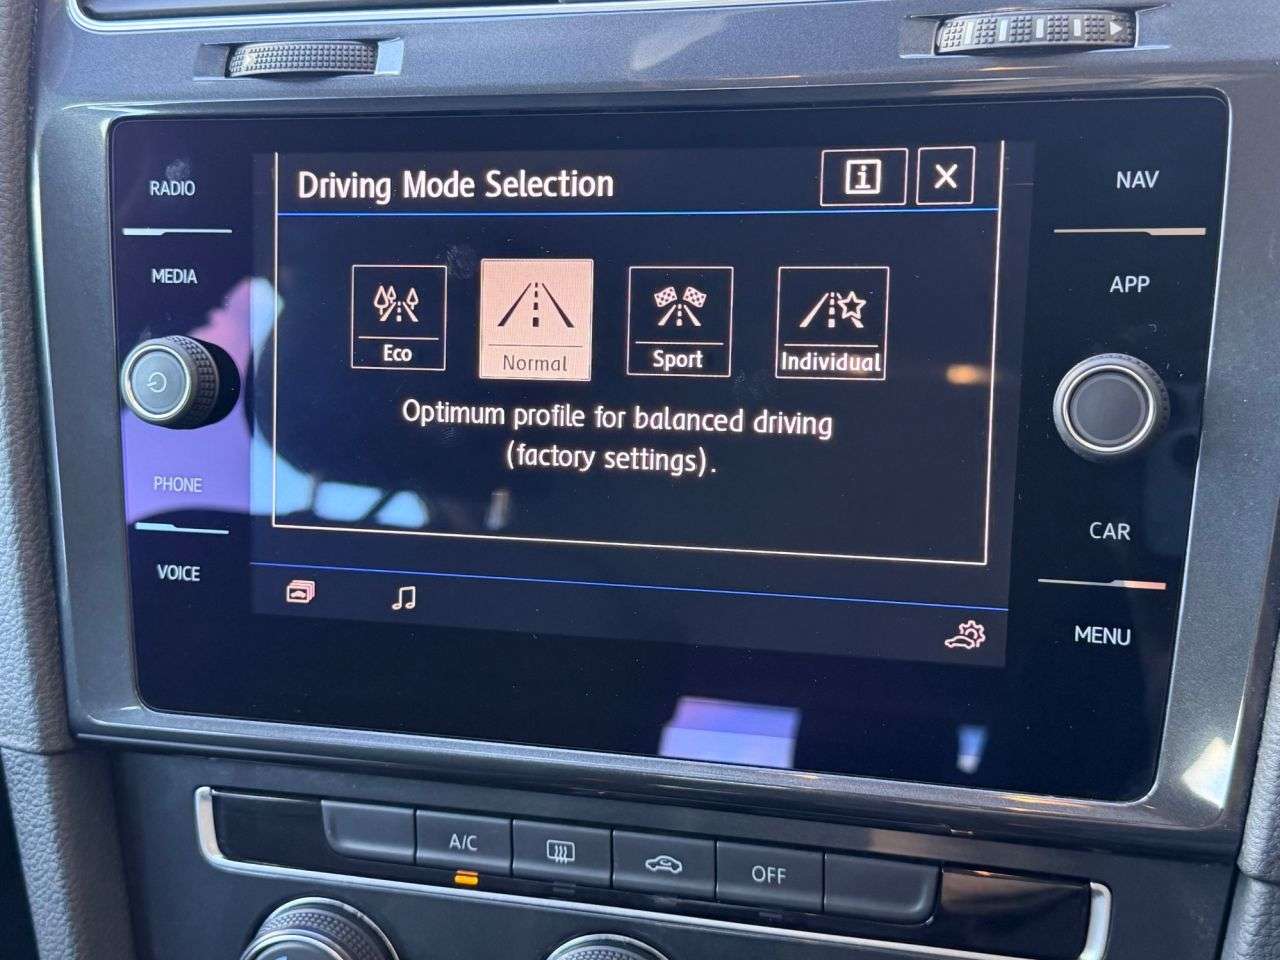 RADIO
MEDIA
PHONE
VOICE
Driving Mode Selection
i
X
Eco
Normal
Sport
Individual
Optimum profile for balanced driving
(factory settings).
NAV
APP
CAR
MENU
A/C
OFF